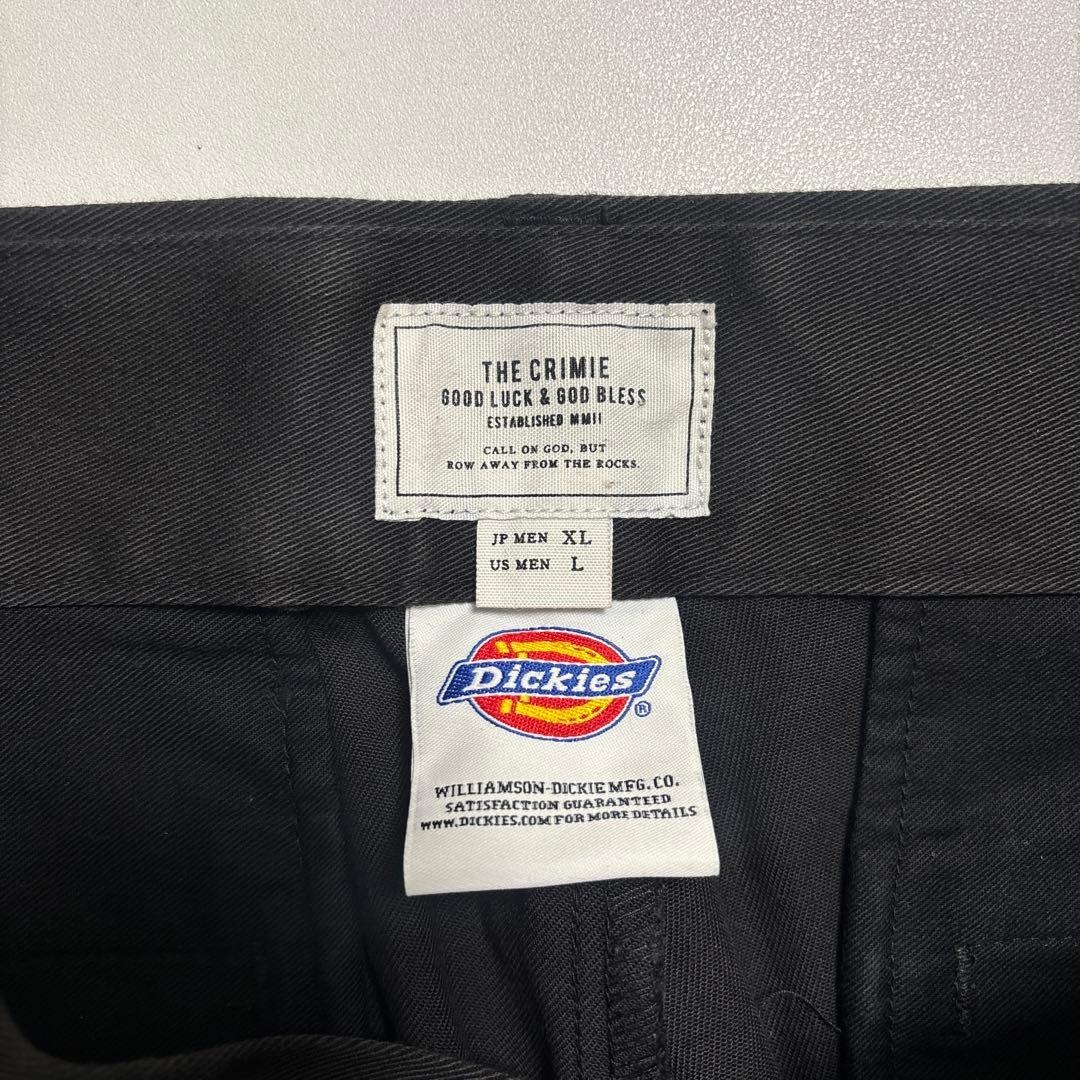 THE CRIMIE
GOOD LUCK & GOD BLESS
ESTABLISHED MMII
CALL ON GOD, BUT
ROW AWAY FROM THE ROCKS.
JP MEN XL
US MEN L
Dickies
®
WILLIAMSON-DICKIE MFG. CO.
SATISFACTION GUARANTEED
WWW.DICKIES.COM FOR MORE DETAILS